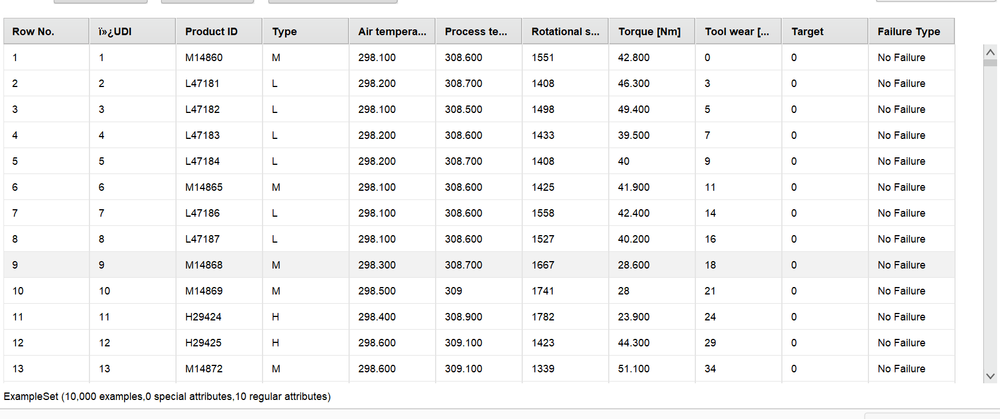 Row No. ï»¿UDI Product ID Type Air tempera... Process te... Rotational s... Torque [Nm] Tool wear [... Target Failure Type
1 1 M14860 M 298.100 308.600 1551 42.800 0 0 No Failure
2 2 L47181 L 298.200 308.700 1408 46.300 3 0 No Failure
3 3 L47182 L 298.100 308.500 1498 49.400 5 0 No Failure
4 4 L47183 L 298.200 308.600 1433 39.500 7 0 No Failure
5 5 L47184 L 298.200 308.700 1408 40 9 0 No Failure
6 6 M14865 M 298.100 308.600 1425 41.900 11 0 No Failure
7 7 L47186 L 298.100 308.600 1558 42.400 14 0 No Failure
8 8 L47187 L 298.100 308.600 1527 40.200 16 0 No Failure
9 9 M14868 M 298.300 308.700 1667 28.600 18 0 No Failure
10 10 M14869 M 298.500 309 1741 28 21 0 No Failure
11 11 H29424 H 298.400 308.900 1782 23.900 24 0 No Failure
12 12 H29425 H 298.600 309.100 1423 44.300 29 0 No Failure
13 13 M14872 M 298.600 309.100 1339 51.100 34 0 No Failure
ExampleSet (10,000 examples,0 special attributes,10 regular attributes)